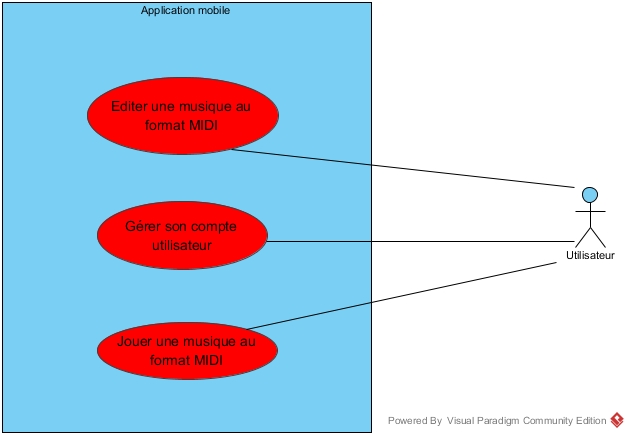 Application mobile
Editer une musique au
format MIDI
Gérer son compte
utilisateur
Utilisateur
Jouer une musique au
format MIDI
Powered By Visual Paradigm Community Edition